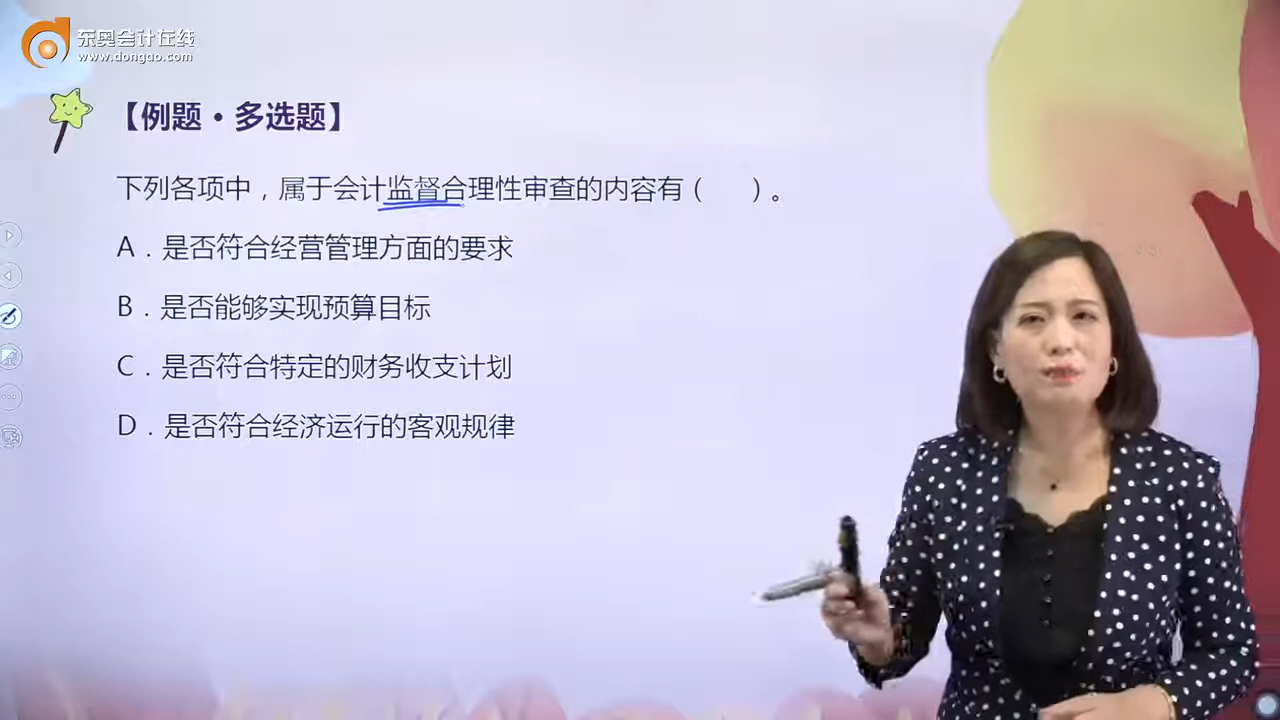 东奥会计在线
www.dongao.com
【例题·多选题】
下列各项中，属于会计监督合理性审查的内容有（ ）。
A．是否符合经营管理方面的要求
B．是否能够实现预算目标
C．是否符合特定的财务收支计划
D．是否符合经济运行的客观规律